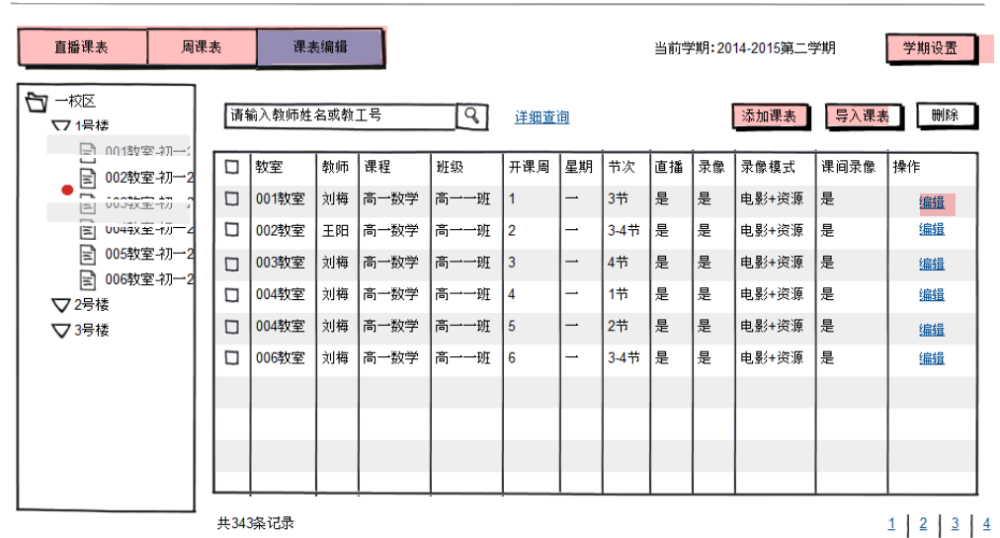 直播课表 周课表 课表编辑 当前学期:2014-2015第二学期 学期设置
一校区
1号楼
001教室-初一2
002教室-初一2
003教室-初一2
004教室-初一2
005教室-初一2
006教室-初一2
2号楼
3号楼
请输入教师姓名或教工号 详细查询 添加课表 导入课表 删除
教室 教师 课程 班级 开课周 星期 节次 直播 录像 录像模式 课间录像 操作
001教室 刘梅 高一数学 高一一班 1 一 3节 是 是 电影+资源 是 编辑
002教室 王阳 高一数学 高一一班 2 一 3-4节 是 是 电影+资源 是 编辑
003教室 刘梅 高一数学 高一一班 3 一 4节 是 是 电影+资源 是 编辑
004教室 刘梅 高一数学 高一一班 4 一 1节 是 是 电影+资源 是 编辑
004教室 刘梅 高一数学 高一一班 5 一 2节 是 是 电影+资源 是 编辑
006教室 刘梅 高一数学 高一一班 6 一 3-4节 是 是 电影+资源 是 编辑
共343条记录 1 2 3 4